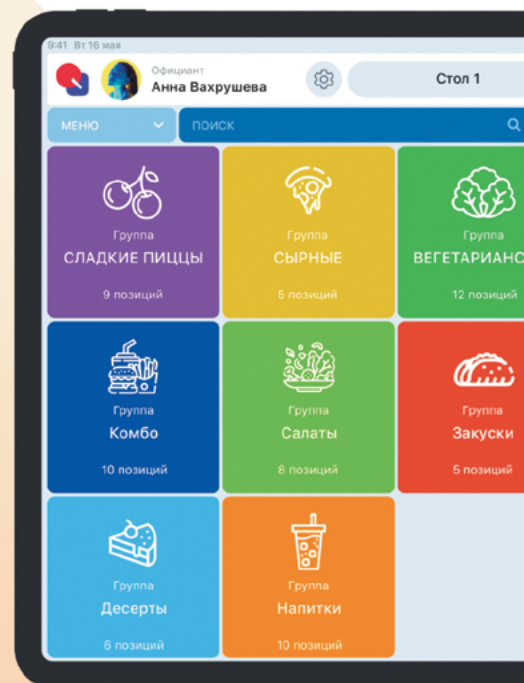 9:41 Вт 16 мая
Официант
Анна Вахрушева
Стол 1
МЕНЮ
ПОИСК
Группа
СЛАДКИЕ ПИЦЦЫ
9 позиций
Группа
СЫРНЫЕ
6 позиций
Группа
ВЕГЕТАРИАНС
12 позиций
Группа
Комбо
10 позиций
Группа
Салаты
8 позиций
Группа
Закуски
5 позиций
Группа
Десерты
6 позиций
Группа
Напитки
10 позиций